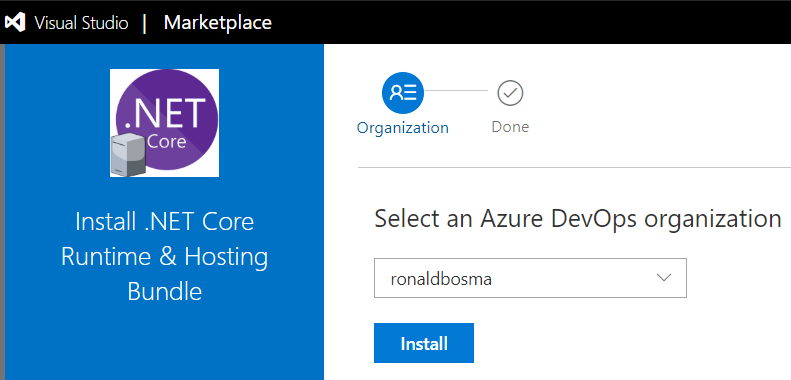 Visual Studio | Marketplace
.NET
Core
Install .NET Core
Runtime & Hosting
Bundle
Organization
Done
Select an Azure DevOps organization
ronaldbosma
Install